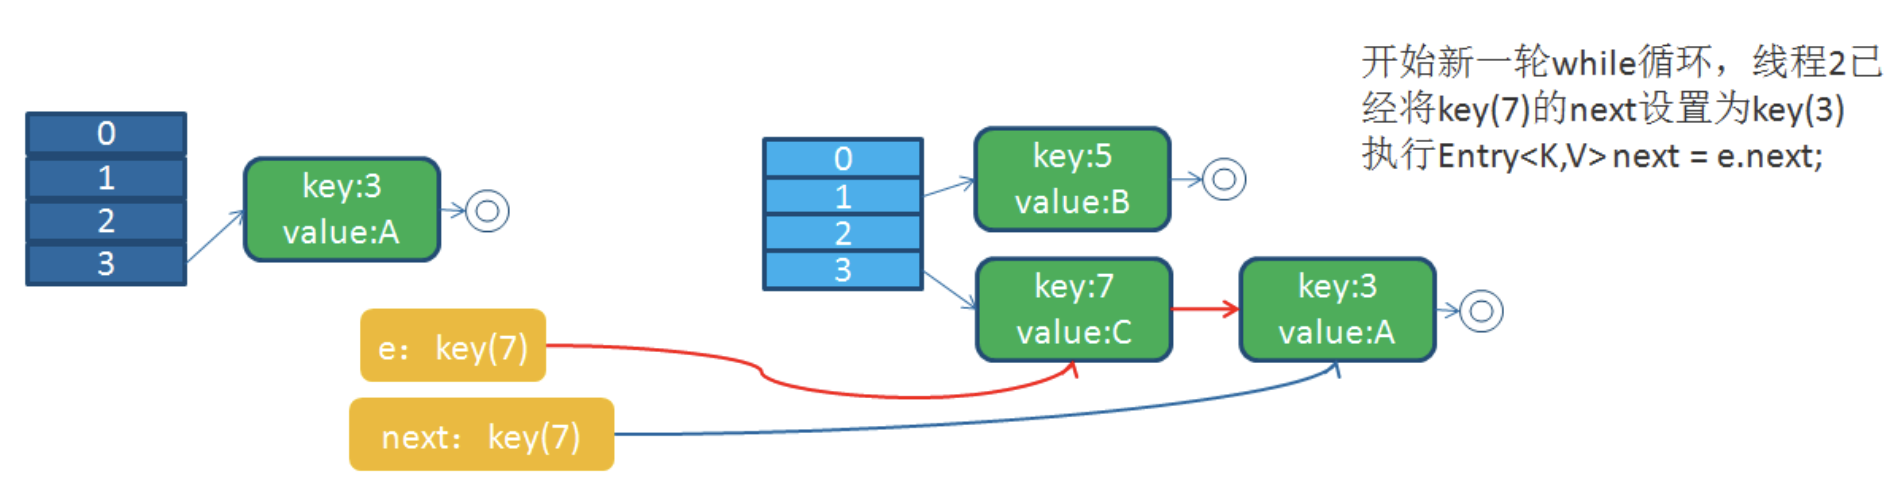 开始新一轮while循环，线程2已
经将key(7)的next设置为key(3)
执行Entry<K,V> next = e.next;
0
1
2
3
key:3
value:A
0
1
2
3
key:5
value:B
key:7
value:C
key:3
value:A
e：key(7)
next：key(7)